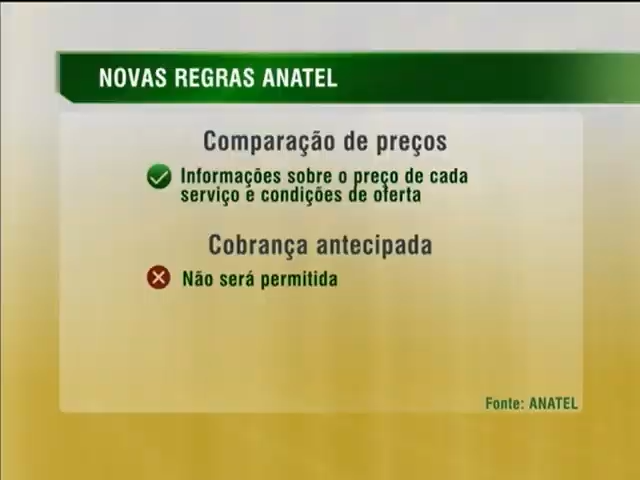 NOVAS REGRAS ANATEL
Comparação de preços
Informações sobre o preço de cada
serviço e condições de oferta
Cobrança antecipada
Não será permitida
Fonte: ANATEL